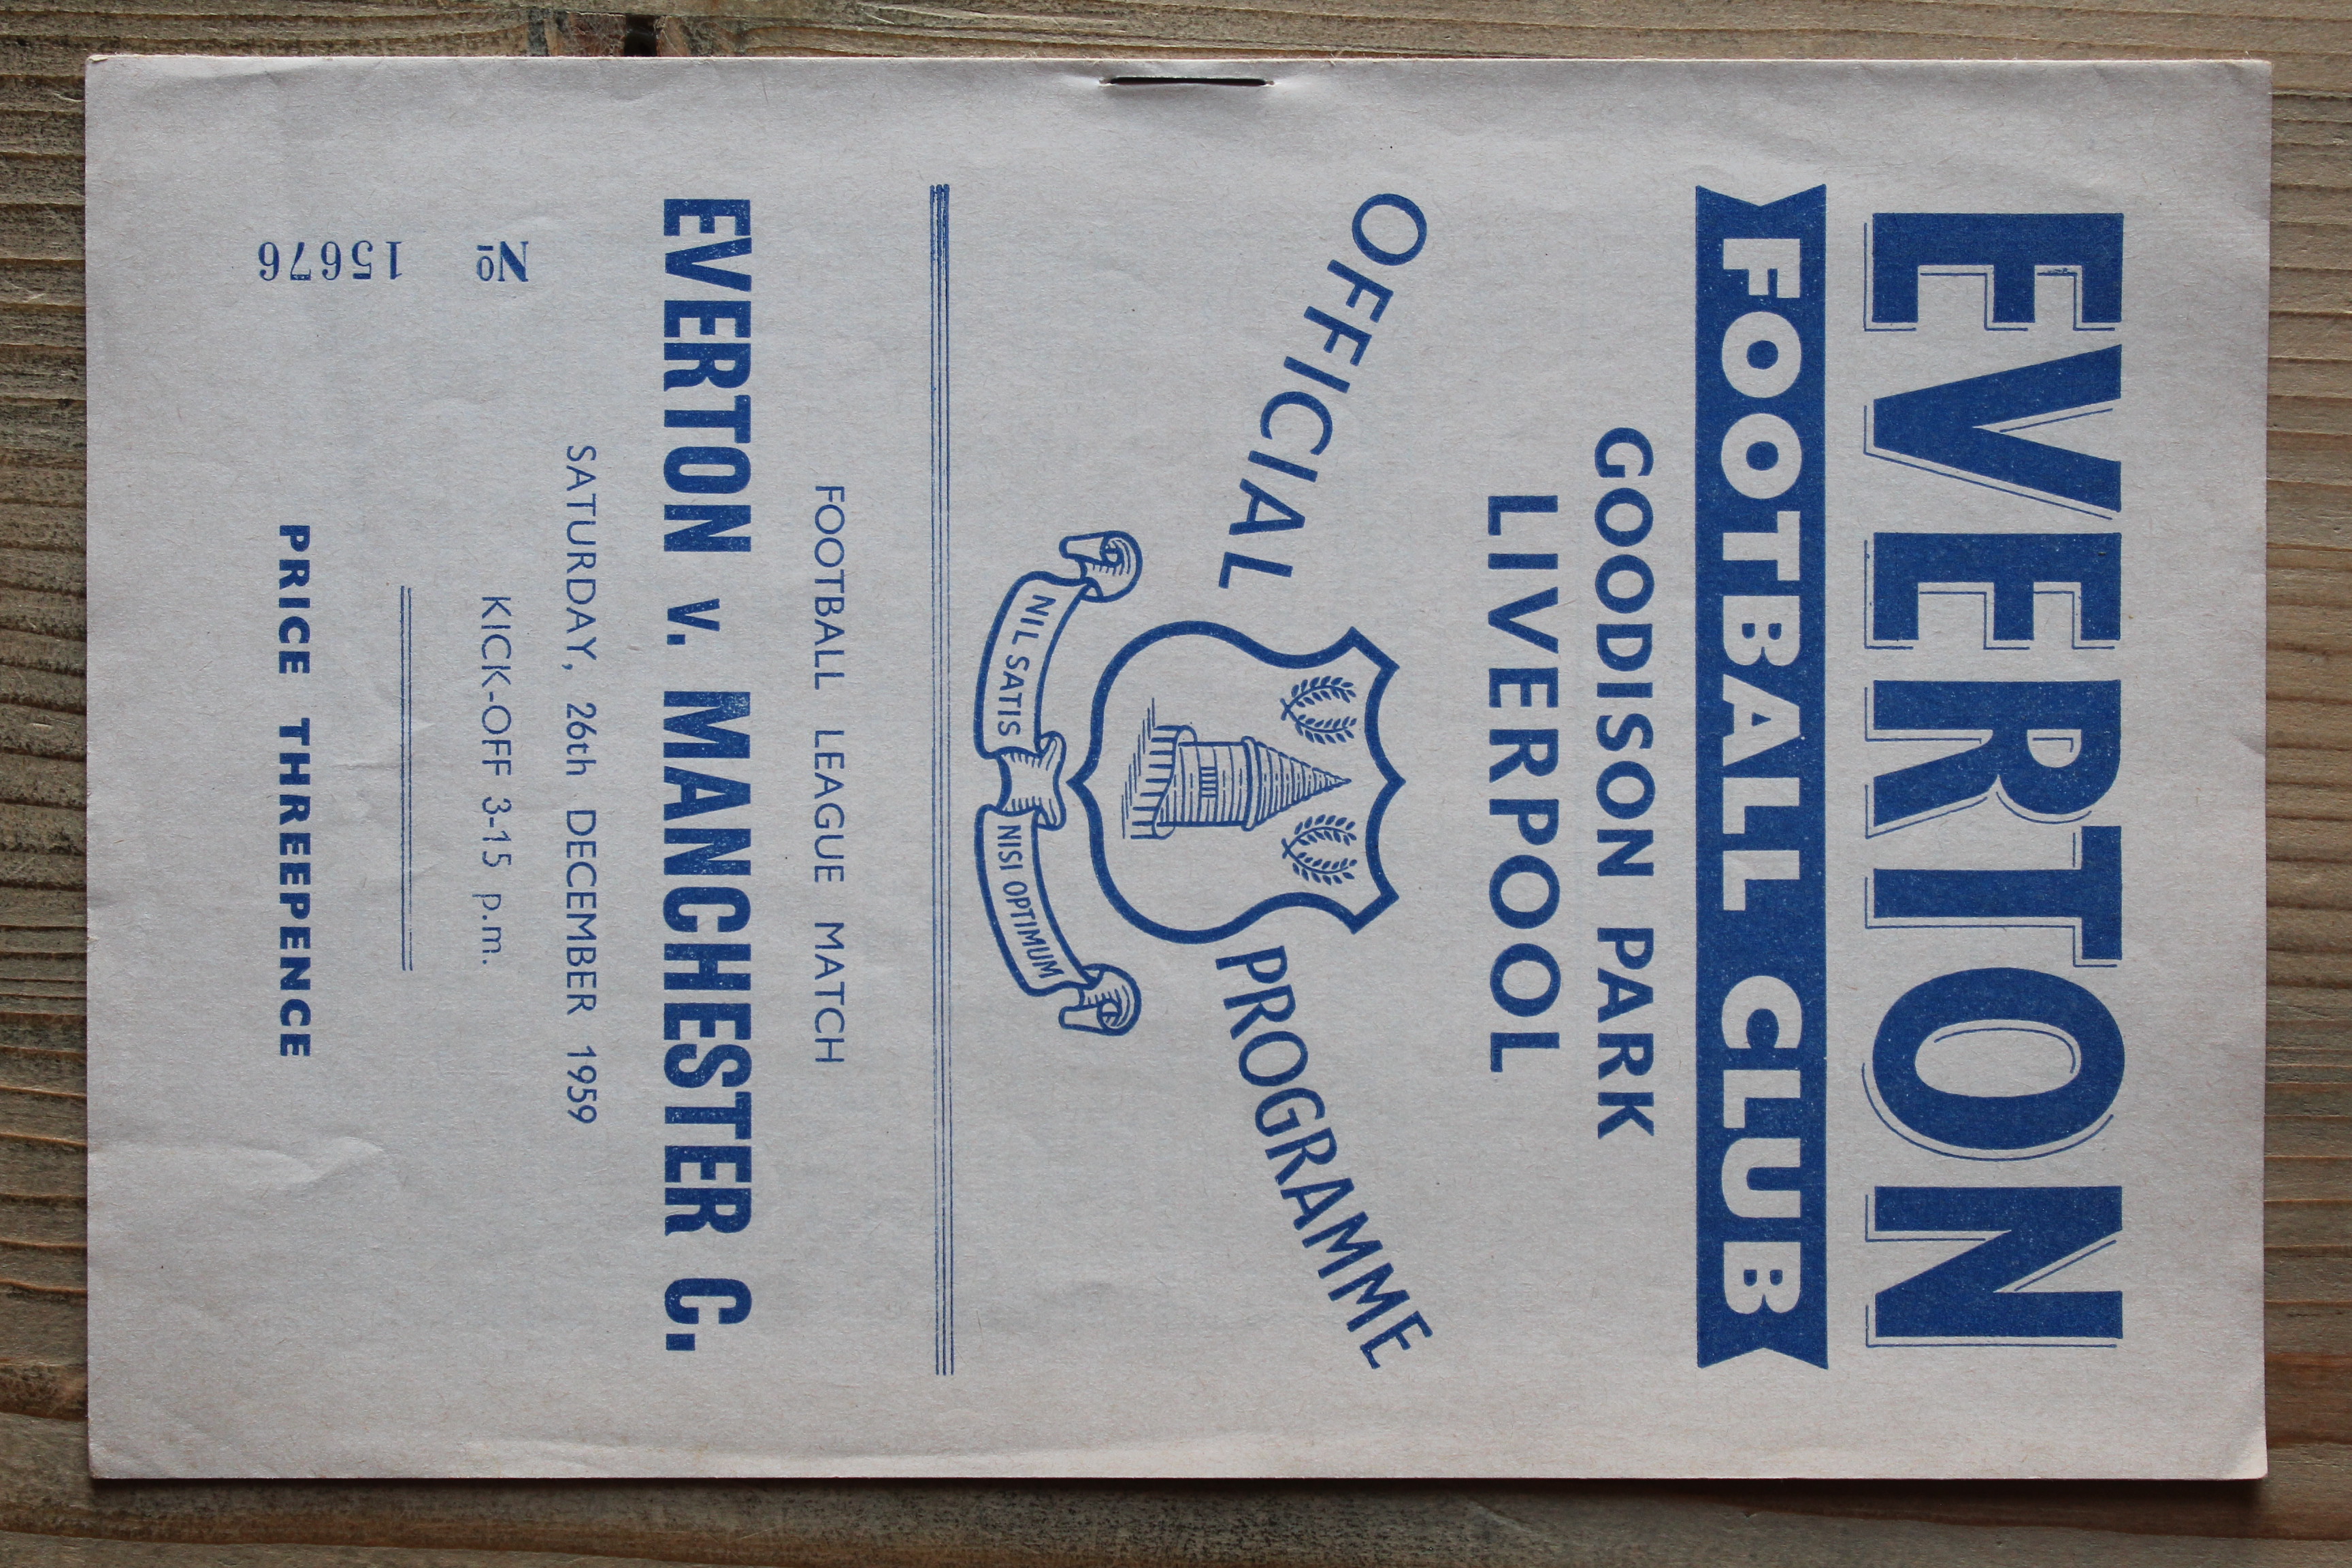 EVERTON
FOOTBALL CLUB
GOODISON PARK
LIVERPOOL
OFFICIAL PROGRAMME
NIL SATIS NISI OPTIMUM
FOOTBALL LEAGUE MATCH
EVERTON v. MANCHESTER C.
SATURDAY, 26th DECEMBER 1959
KICK-OFF 3-15 p.m.
PRICE THREEPENCE
No 15676